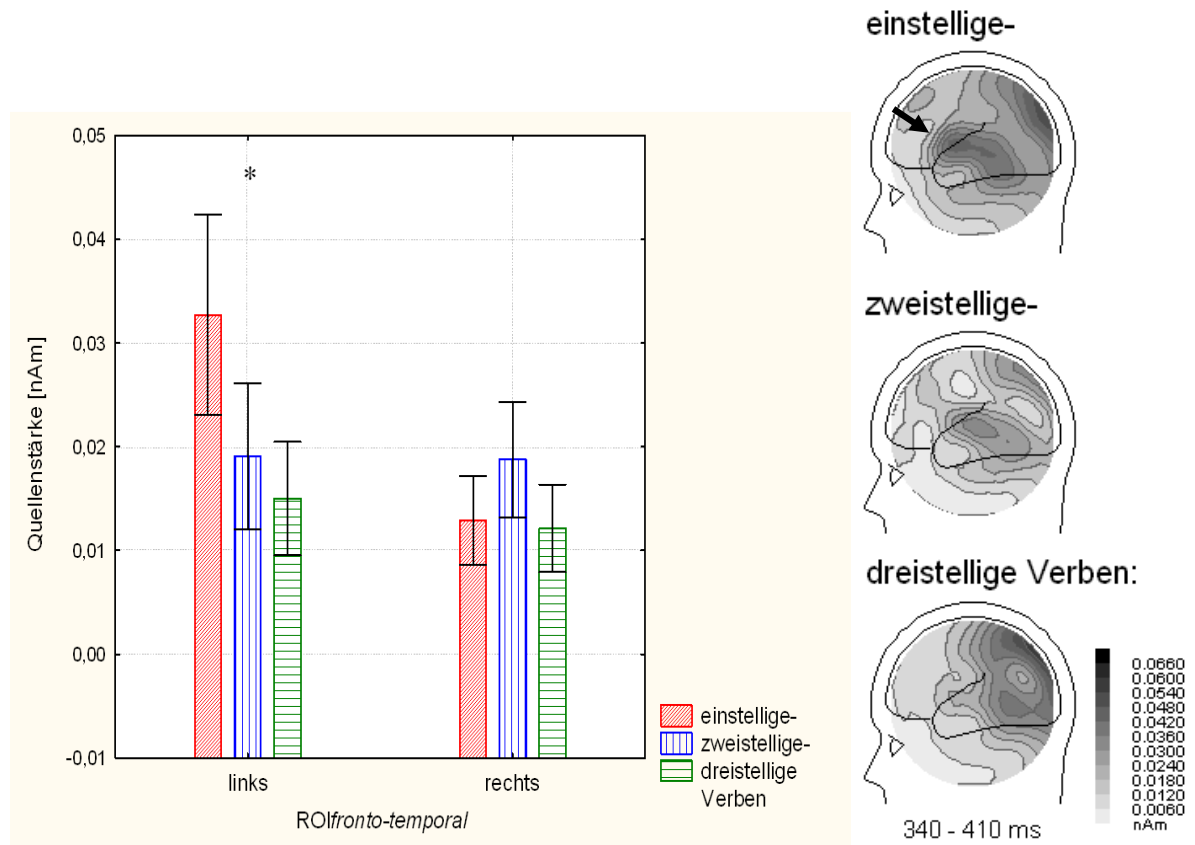 einstellige-
zweistellige-
dreistellige Verben:
0.0660
0.0600
0.0540
0.0480
0.0420
0.0360
0.0300
0.0240
0.0180
0.0120
0.0060
nAm
340 - 410 ms
Quellenstärke [nAm]
0,05
0,04
0,03
0,02
0,01
0,00
-0,01
*
links
rechts
ROIfronto-temporal
einstellige-
zweistellige-
dreistellige
Verben